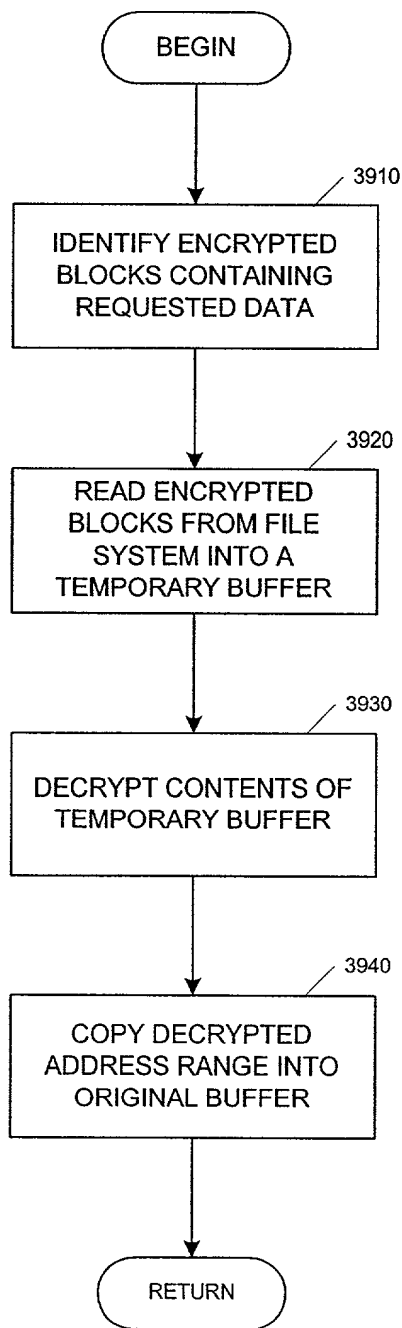 BEGIN
3910
IDENTIFY ENCRYPTED
BLOCKS CONTAINING
REQUESTED DATA
3920
READ ENCRYPTED
BLOCKS FROM FILE
SYSTEM INTO A
TEMPORARY BUFFER
3930
DECRYPT CONTENTS OF
TEMPORARY BUFFER
3940
COPY DECRYPTED
ADDRESS RANGE INTO
ORIGINAL BUFFER
RETURN